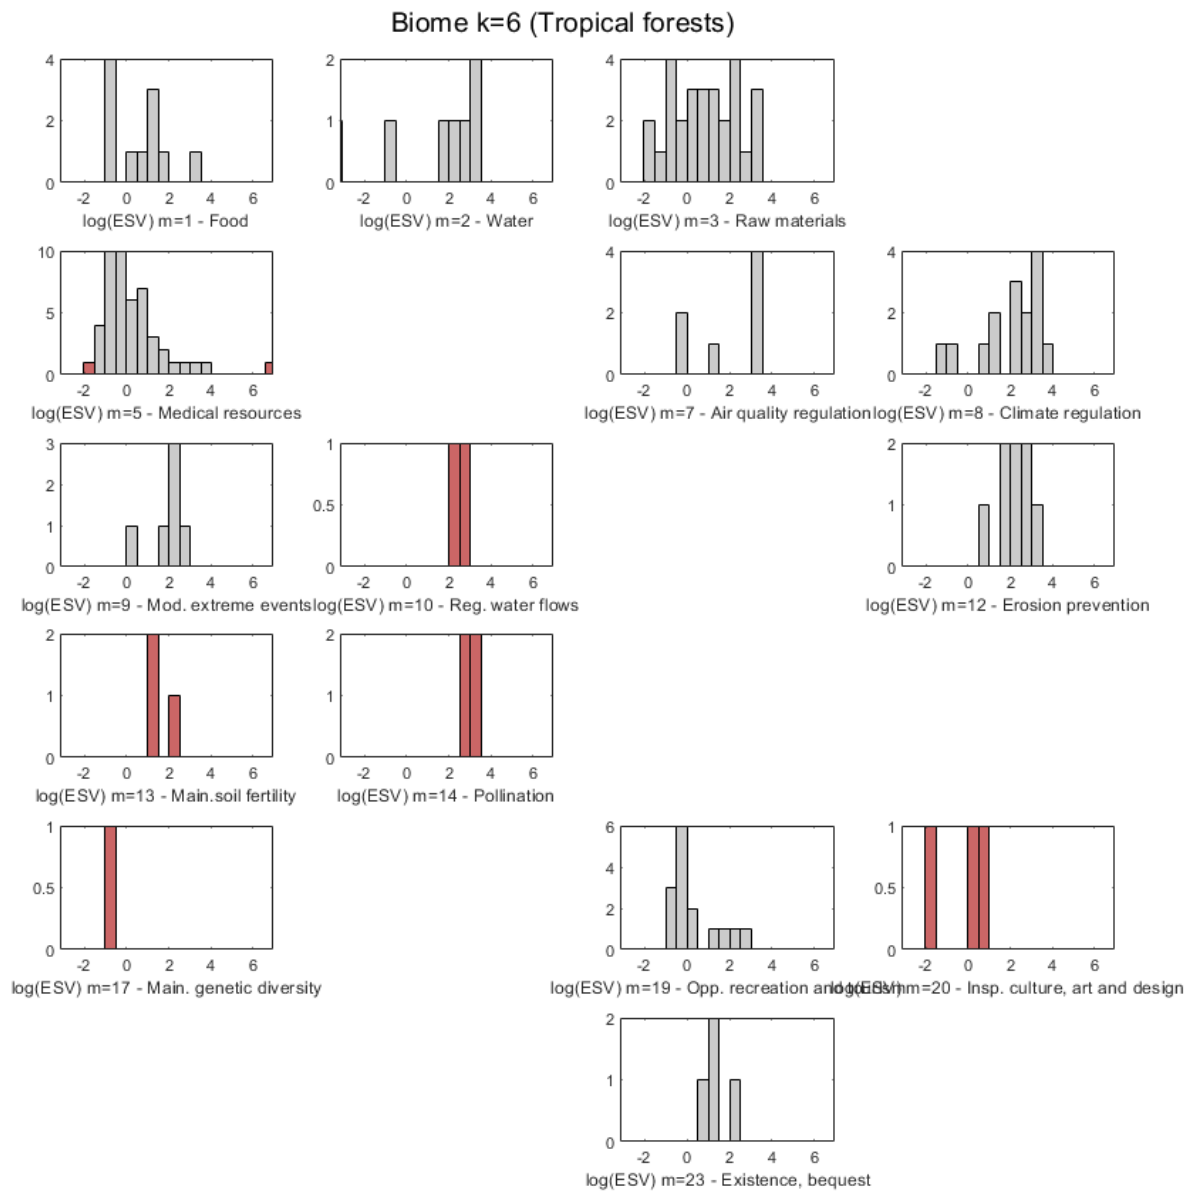 Biome k=6 (Tropical forests)
4
2
0
-2 0 2 4 6
log(ESV) m=1 - Food
2
1
0
-2 0 2 4 6
log(ESV) m=2 - Water
4
2
0
-2 0 2 4 6
log(ESV) m=3 - Raw materials
10
5
0
-2 0 2 4 6
log(ESV) m=5 - Medical resources
4
2
0
-2 0 2 4 6
log(ESV) m=7 - Air quality regulation
4
2
0
-2 0 2 4 6
log(ESV) m=8 - Climate regulation
3
2
1
0
-2 0 2 4 6
log(ESV) m=9 - Mod. extreme events
1
0.5
0
-2 0 2 4 6
log(ESV) m=10 - Reg. water flows
2
1
0
-2 0 2 4 6
log(ESV) m=12 - Erosion prevention
2
1
0
-2 0 2 4 6
log(ESV) m=13 - Main.soil fertility
2
1
0
-2 0 2 4 6
log(ESV) m=14 - Pollination
1
0.5
0
-2 0 2 4 6
log(ESV) m=17 - Main. genetic diversity
6
4
2
0
-2 0 2 4 6
log(ESV) m=19 - Opp. recreation and tourism
1
0.5
0
-2 0 2 4 6
log(ESV) m=20 - Insp. culture, art and design
2
1
0
-2 0 2 4 6
log(ESV) m=23 - Existence, bequest